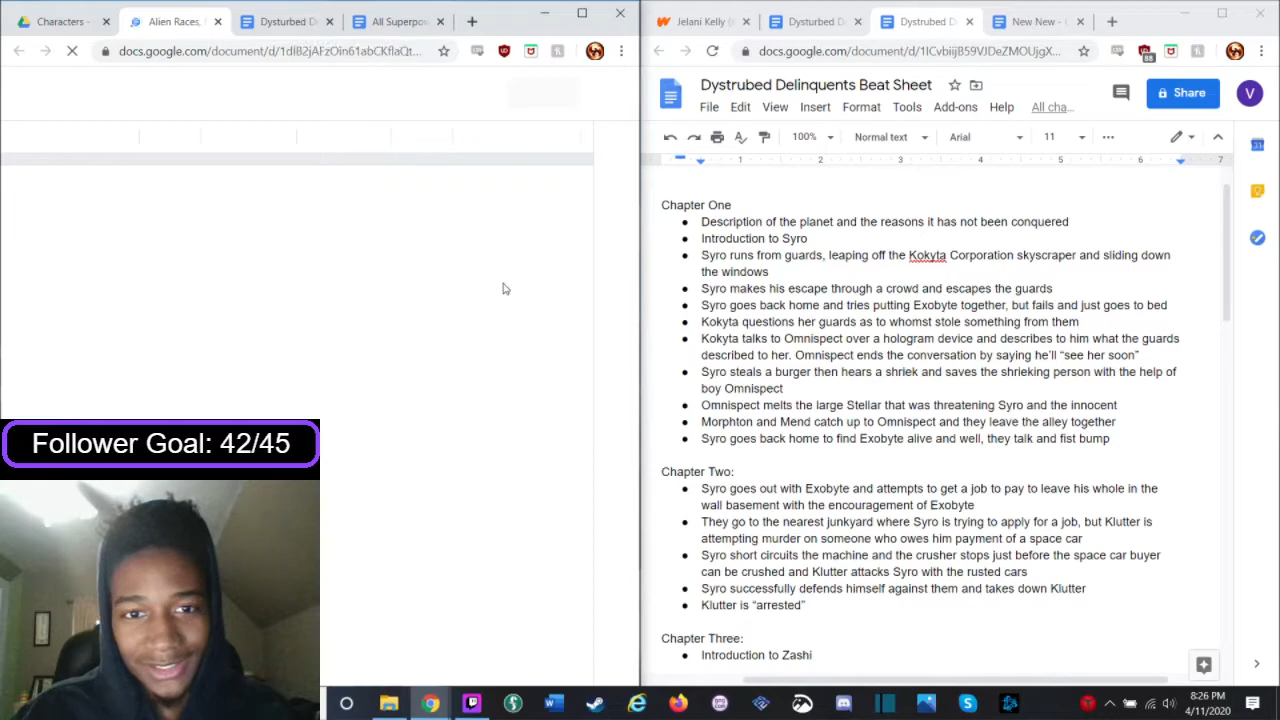 Characters -
Alien Races,
Dysturbed De
All Superpow
Jelani Kelly (
Dysturbed D
Dysturbed D
New New - G
docs.google.com/document/d/1dlB2jAFzOin61abCKflaQt...
docs.google.com/document/d/1lCvbiijB59VJDeZMOUjgX...
88
Dystrubed Delinquents Beat Sheet
File Edit View Insert Format Tools Add-ons Help All cha...
Share
V
100% Normal text Arial 11
1 2 3 4 5 6 7
Chapter One
● Description of the planet and the reasons it has not been conquered
● Introduction to Syro
● Syro runs from guards, leaping off the Kokyta Corporation skyscraper and sliding down
the windows
● Syro makes his escape through a crowd and escapes the guards
● Syro goes back home and tries putting Exobyte together, but fails and just goes to bed
● Kokyta questions her guards as to whomst stole something from them
● Kokyta talks to Omnispect over a hologram device and describes to him what the guards
described to her. Omnispect ends the conversation by saying he'll “see her soon”
● Syro steals a burger then hears a shriek and saves the shrieking person with the help of
boy Omnispect
● Omnispect melts the large Stellar that was threatening Syro and the innocent
● Morphton and Mend catch up to Omnispect and they leave the alley together
● Syro goes back home to find Exobyte alive and well, they talk and fist bump
Chapter Two:
● Syro goes out with Exobyte and attempts to get a job to pay to leave his whole in the
wall basement with the encouragement of Exobyte
● They go to the nearest junkyard where Syro is trying to apply for a job, but Klutter is
attempting murder on someone who owes him payment of a space car
● Syro short circuits the machine and the crusher stops just before the space car buyer
can be crushed and Klutter attacks Syro with the rusted cars
● Syro successfully defends himself against them and takes down Klutter
● Klutter is “arrested”
Chapter Three:
● Introduction to Zashi
Follower Goal: 42/45
8:26 PM
4/11/2020